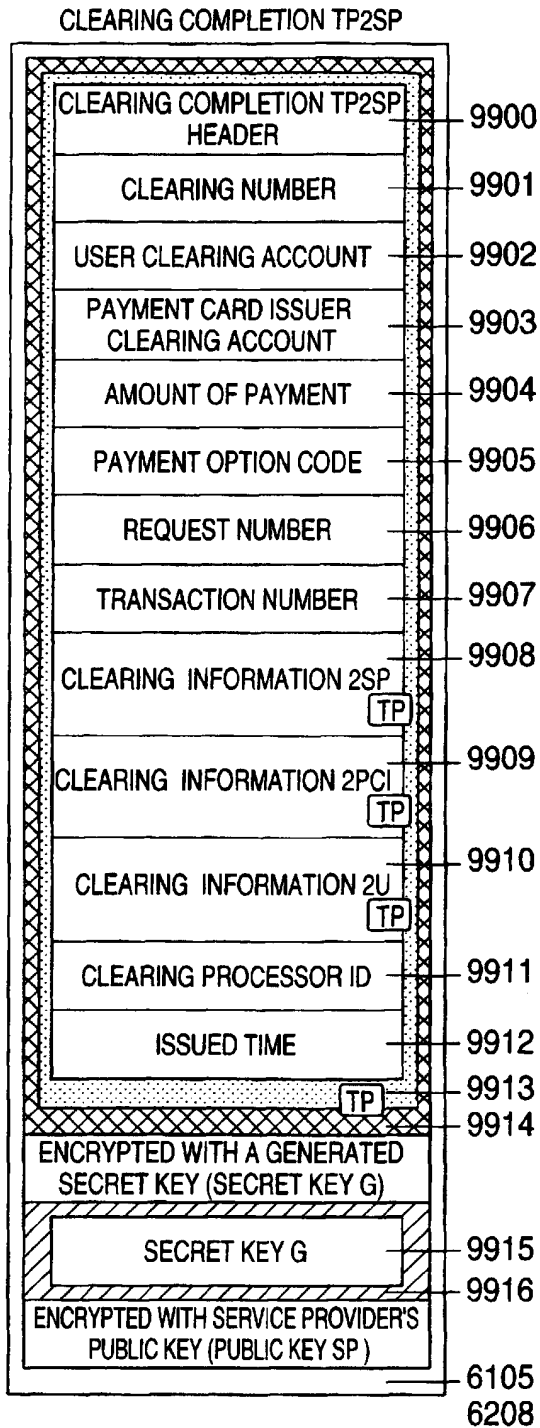 CLEARING COMPLETION TP2SP
CLEARING COMPLETION TP2SP
HEADER
9900
CLEARING NUMBER
9901
USER CLEARING ACCOUNT
9902
PAYMENT CARD ISSUER
CLEARING ACCOUNT
9903
AMOUNT OF PAYMENT
9904
PAYMENT OPTION CODE
9905
REQUEST NUMBER
9906
TRANSACTION NUMBER
9907
9908
CLEARING INFORMATION 2SP
TP
9909
CLEARING INFORMATION 2PCI
TP
9910
CLEARING INFORMATION 2U
TP
CLEARING PROCESSOR ID
9911
ISSUED TIME
9912
TP
9913
9914
ENCRYPTED WITH A GENERATED
SECRET KEY (SECRET KEY G)
SECRET KEY G
9915
9916
ENCRYPTED WITH SERVICE PROVIDER'S
PUBLIC KEY (PUBLIC KEY SP )
6105
6208